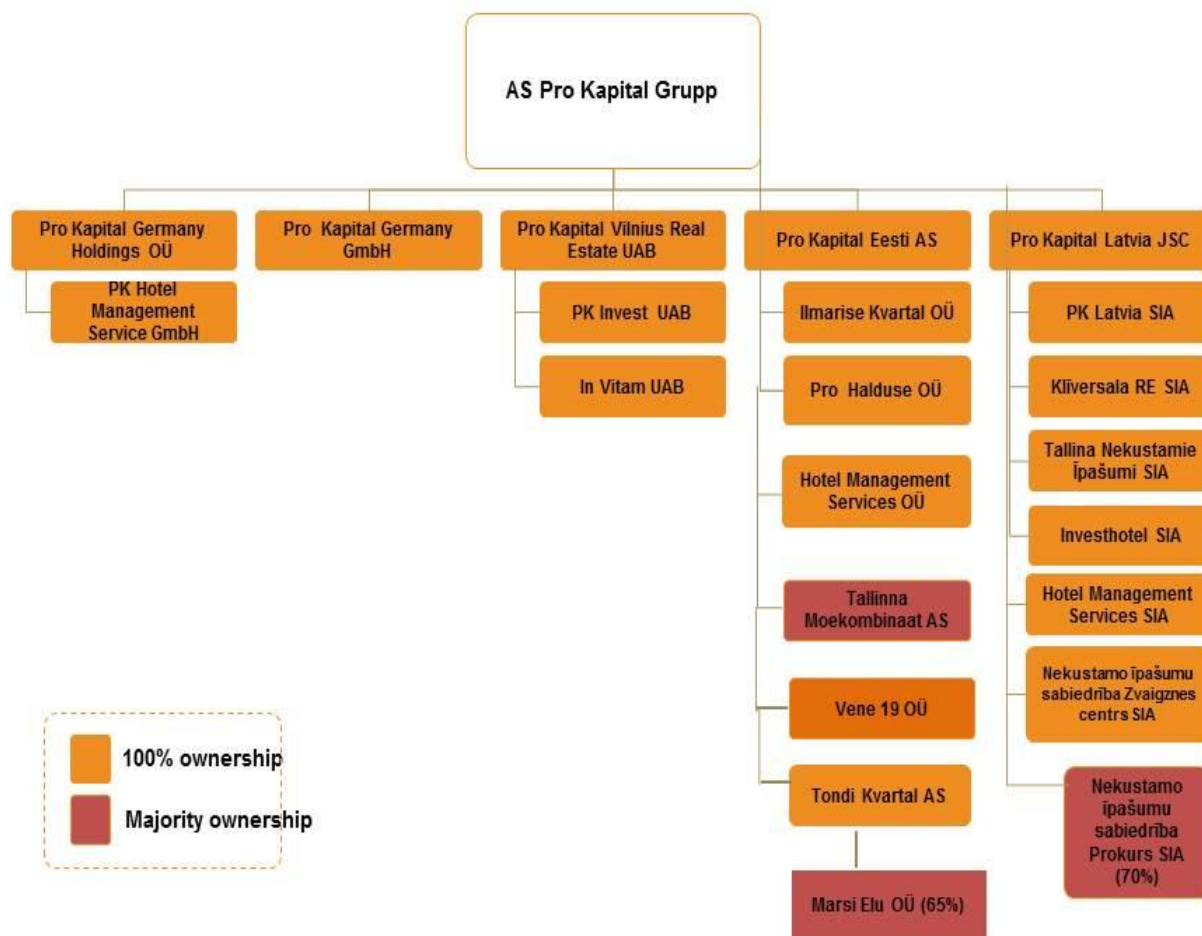 AS Pro Kapital Grupp
Pro Kapital Germany
Holdings OÜ
PK Hotel
Management
Service GmbH
Pro Kapital Germany
GmbH
Pro Kapital Vilnius Real
Estate UAB
PK Invest UAB
In Vitam UAB
Pro Kapital Eesti AS
Ilmarise Kvartal OÜ
Pro Halduse OÜ
Hotel Management
Services OÜ
Tallinna
Moekombinaat AS
Vene 19 OÜ
Tondi Kvartal AS
Marsi Elu OÜ (65%)
Pro Kapital Latvia JSC
PK Latvia SIA
Klīversala RE SIA
Tallina Nekustamie
Īpašumi SIA
Investhotel SIA
Hotel Management
Services SIA
Nekustamo īpašumu
sabiedrība Zvaigznes
centrs SIA
Nekustamo
īpašumu
sabiedrība
Prokurs SIA
(70%)
100% ownership
Majority ownership